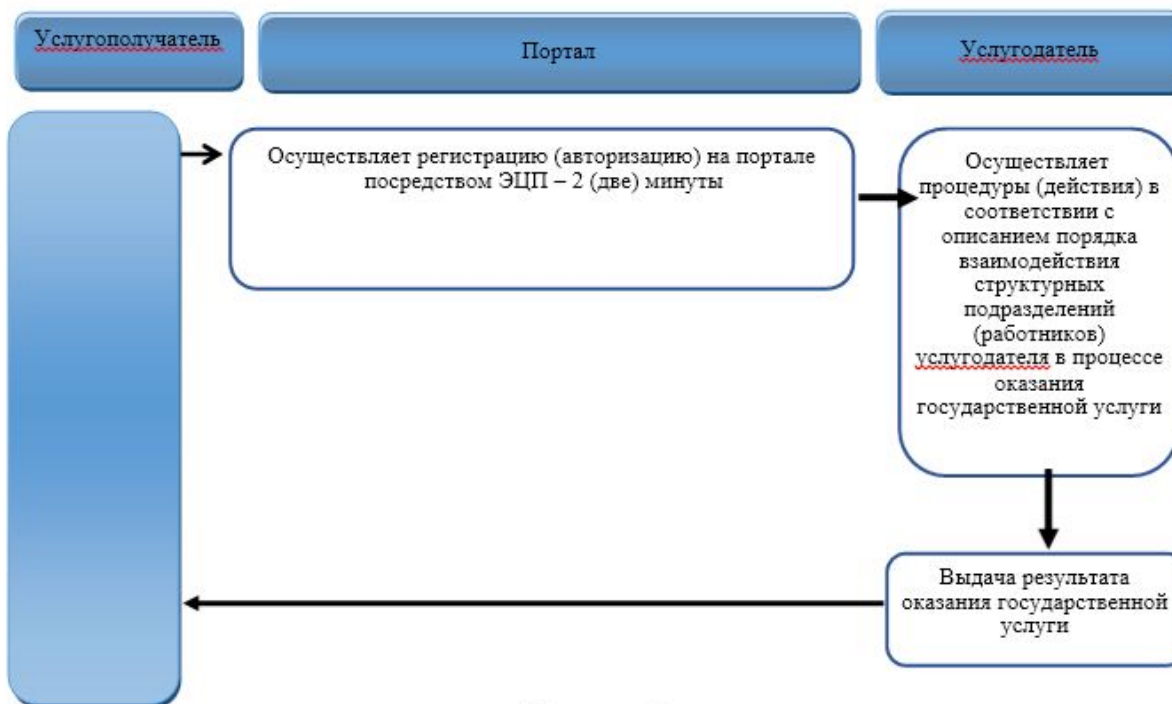 Услугополучатель
Портал
Услугодатель
Осуществляет регистрацию (авторизацию) на портале
посредством ЭЦП – 2 (две) минуты
Осуществляет
процедуры (действия) в
соответствии с
описанием порядка
взаимодействия
структурных
подразделений
(работников)
услугодателя в процессе
оказания
государственной услуги
Выдача результата
оказания государственной
услуги